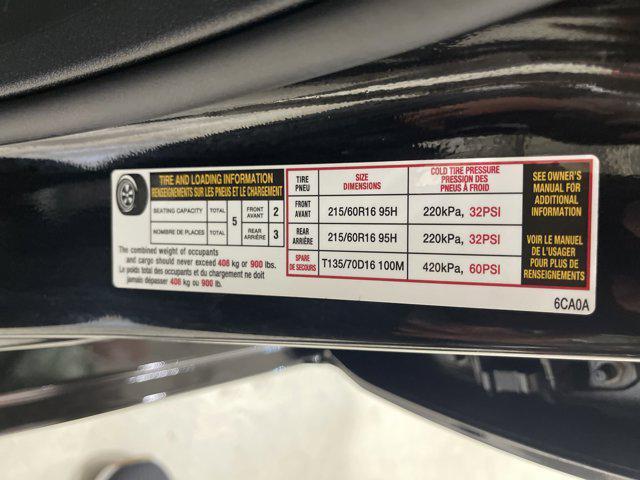 TIRE AND LOADING INFORMATION
RENSEIGNEMENTS SUR LES PNEUS ET LE CHARGEMENT
SEATING CAPACITY TOTAL 5 FRONT AVANT 2
NOMBRE DE PLACES TOTAL REAR ARRIÈRE 3
The combined weight of occupants
and cargo should never exceed 408 kg or 900 lbs.
Le poids total des occupants et du chargement ne doit
jamais dépasser 408 kg ou 900 lb.
TIRE PNEU
SIZE
DIMENSIONS
COLD TIRE PRESSURE
PRESSION DES
PNEUS À FROID
FRONT AVANT 215/60R16 95H 220kPa, 32PSI
REAR ARRIÈRE 215/60R16 95H 220kPa, 32PSI
SPARE DE SECOURS T135/70D16 100M 420kPa, 60PSI
SEE OWNER'S
MANUAL FOR
ADDITIONAL
INFORMATION
VOIR LE MANUEL
DE L'USAGER
POUR PLUS DE
RENSEIGNEMENTS
6CA0A